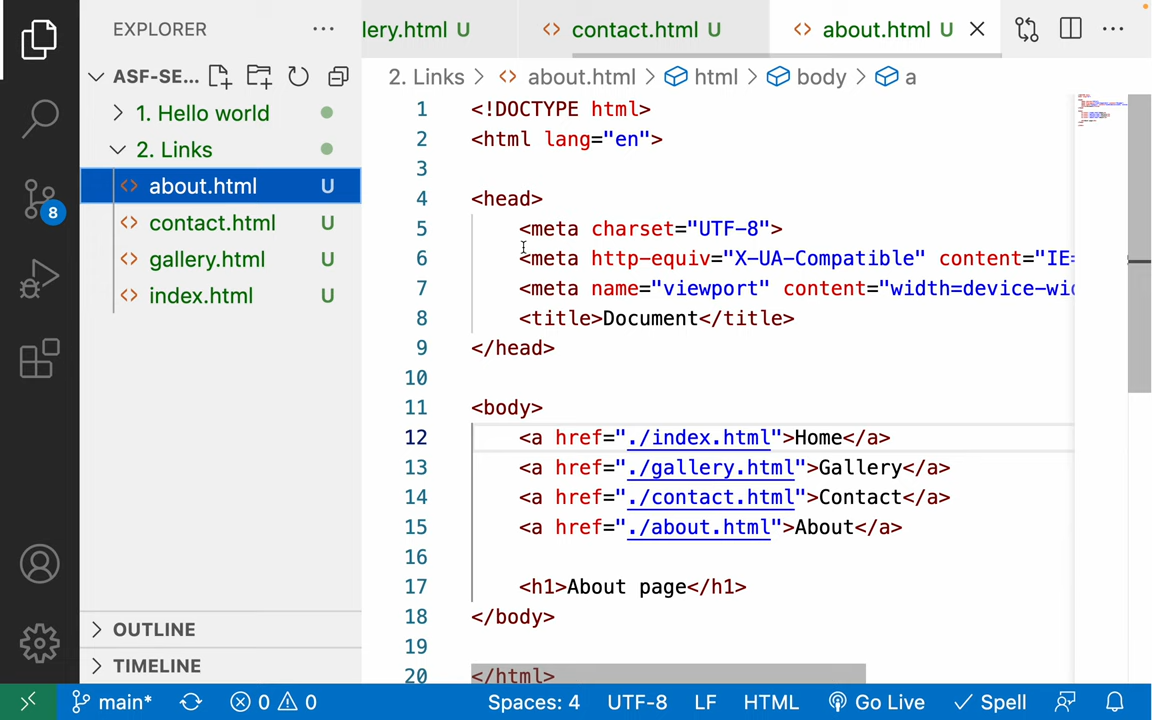 EXPLORER
ASF-SE...
1. Hello world
2. Links
about.html U
contact.html U
gallery.html U
index.html U
OUTLINE
TIMELINE
8
lery.html U
contact.html U
about.html U
2. Links > about.html > html > body > a
1 <!DOCTYPE html>
2 <html lang="en">
3
4 <head>
5 <meta charset="UTF-8">
6 <meta http-equiv="X-UA-Compatible" content="IE=
7 <meta name="viewport" content="width=device-wid
8 <title>Document</title>
9 </head>
10
11 <body>
12 <a href="./index.html">Home</a>
13 <a href="./gallery.html">Gallery</a>
14 <a href="./contact.html">Contact</a>
15 <a href="./about.html">About</a>
16
17 <h1>About page</h1>
18 </body>
19
20 </html>
main* 0 0 Spaces: 4 UTF-8 LF HTML Go Live Spell